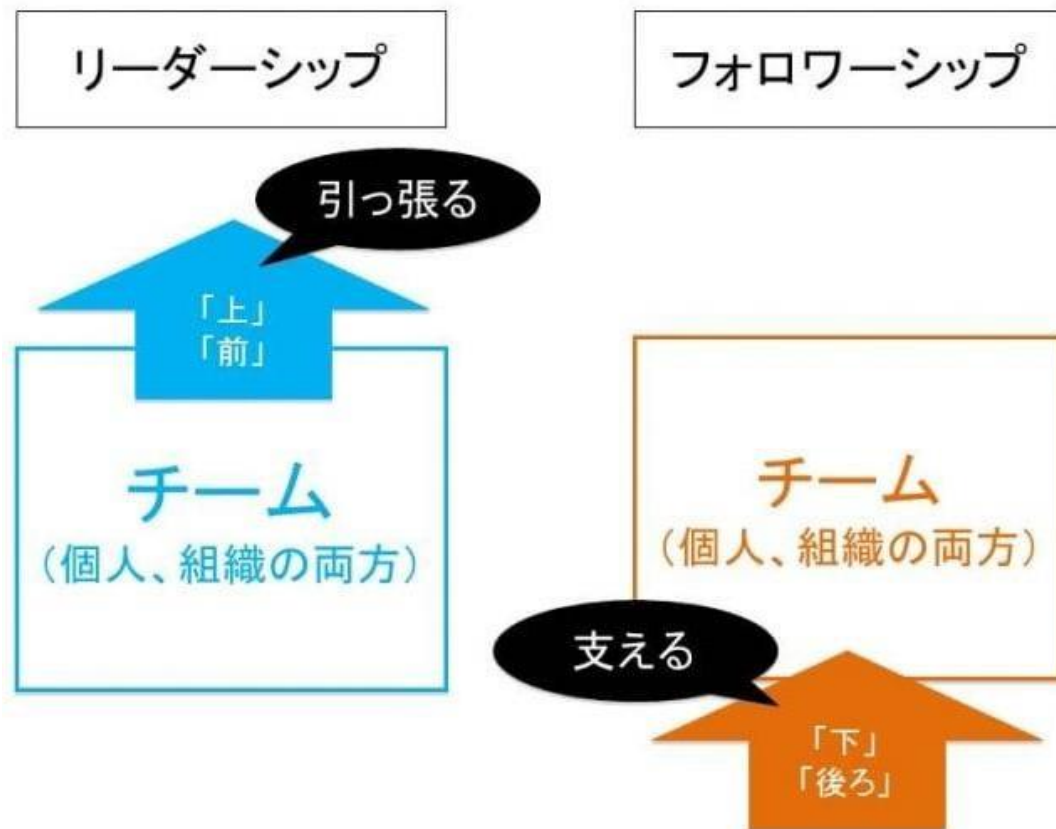 リーダーシップ
引っ張る
「上」
「前」
チーム
（個人、組織の両方）
フォロワーシップ
チーム
（個人、組織の両方）
支える
「下」
「後ろ」